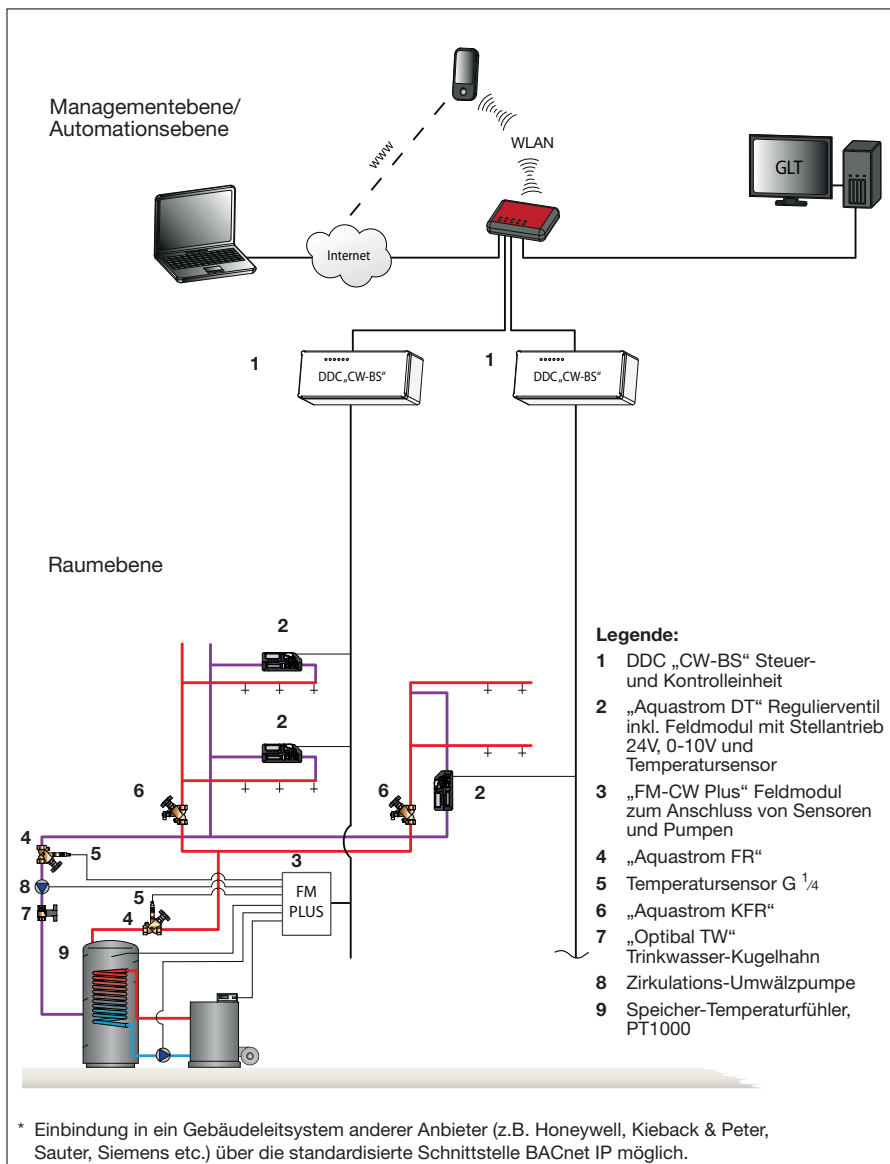 Managementebene/
Automationsebene
www
WLAN
GLT
Internet
1
DDC„CW-BS“
1
DDC„CW-BS“
Raumebene
2
2
6
6
2
4
5
3
8
5
FM
PLUS
7
4
9
Legende:
1 DDC „CW-BS“ Steuer-
und Kontrolleinheit
2 „Aquastrom DT“ Regulierventil
inkl. Feldmodul mit Stellantrieb
24V, 0-10V und
Temperatursensor
3 „FM-CW Plus“ Feldmodul
zum Anschluss von Sensoren
und Pumpen
4 „Aquastrom FR“
5 Temperatursensor G 1/4
6 „Aquastrom KFR“
7 „Optibal TW“
Trinkwasser-Kugelhahn
8 Zirkulations-Umwälzpumpe
9 Speicher-Temperaturfühler,
PT1000
* Einbindung in ein Gebäudeleitsystem anderer Anbieter (z.B. Honeywell, Kieback & Peter,
Sauter, Siemens etc.) über die standardisierte Schnittstelle BACnet IP möglich.